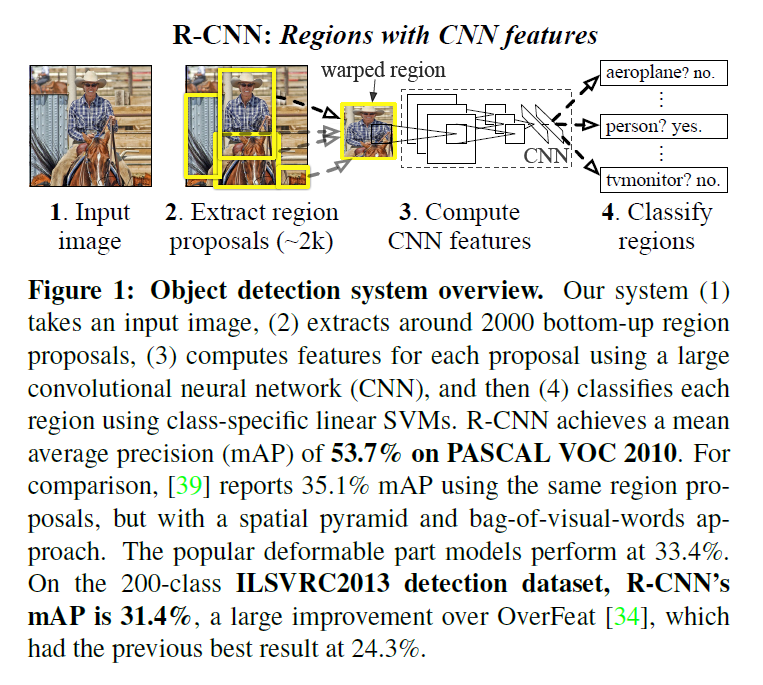 R-CNN: Regions with CNN features
warped region
aeroplane? no.
⋮
person? yes.
⋮
tvmonitor? no.
CNN
1. Input
image
2. Extract region
proposals (~2k)
3. Compute
CNN features
4. Classify
regions
Figure 1: Object detection system overview. Our system (1)
takes an input image, (2) extracts around 2000 bottom-up region
proposals, (3) computes features for each proposal using a large
convolutional neural network (CNN), and then (4) classifies each
region using class-specific linear SVMs. R-CNN achieves a mean
average precision (mAP) of 53.7% on PASCAL VOC 2010. For
comparison, [39] reports 35.1% mAP using the same region pro-
posals, but with a spatial pyramid and bag-of-visual-words ap-
proach. The popular deformable part models perform at 33.4%.
On the 200-class ILSVRC2013 detection dataset, R-CNN's
mAP is 31.4%, a large improvement over OverFeat [34], which
had the previous best result at 24.3%.